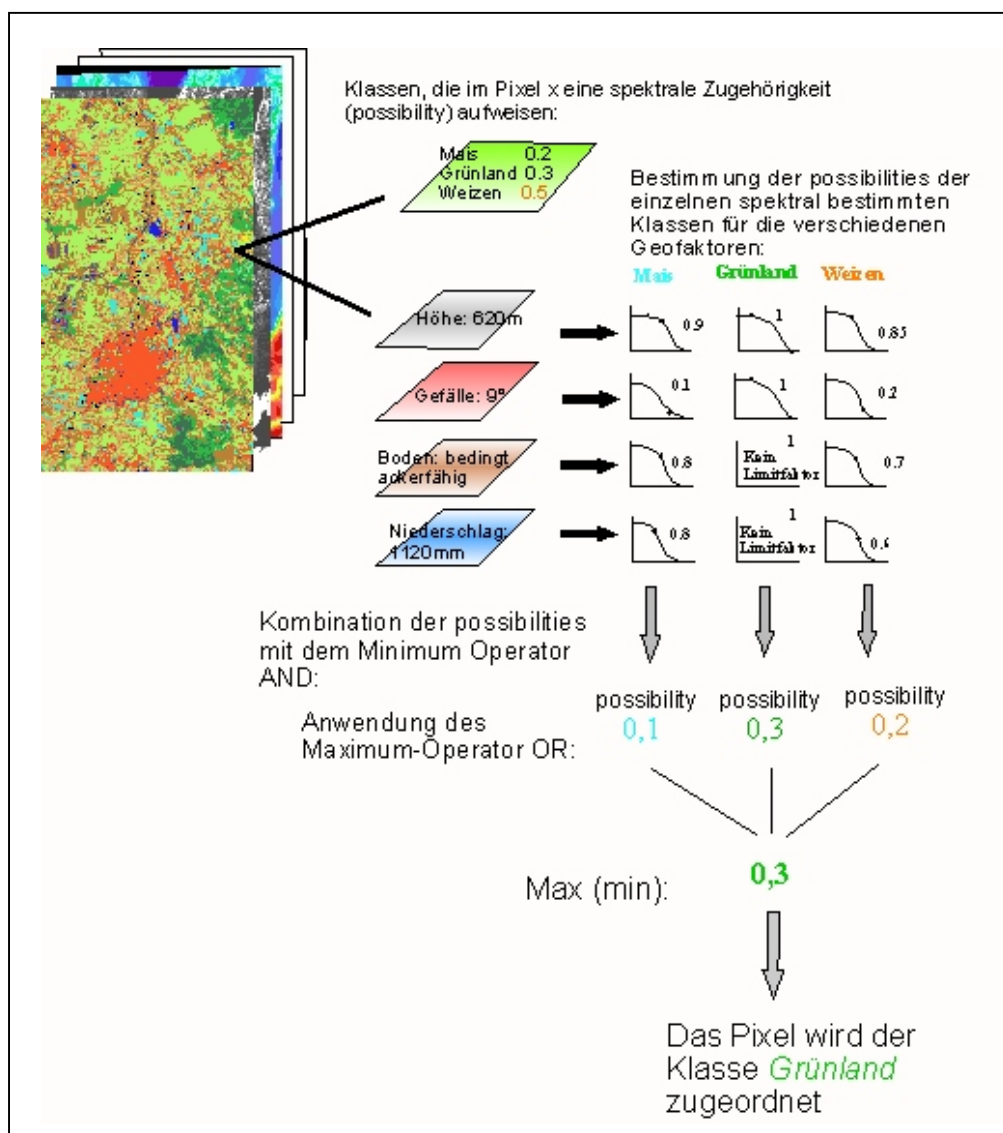 Klassen, die im Pixel x eine spektrale Zugehörigkeit
(possibility) aufweisen:
Mais 0.2
Grünland 0.3
Weizen 0.5
Bestimmung der possibilities der
einzelnen spektral bestimmten
Klassen für die verschiedenen
Geofaktoren:
Mais Grünland Weizen
Höhe: 620m
0.9 1 0.85
Gefälle: 9°
0.1 1 0.2
Boden: bedingt
ackerfähig
0.8 1 0.7
Kein
Limitfaktor
Niederschlag:
1120mm
0.8 1 0.6
Kein
Limitfaktor
Kombination der possibilities
mit dem Minimum Operator
AND:
possibility possibility possibility
0,1 0,3 0,2
Anwendung des
Maximum-Operator OR:
Max (min): 0,3
Das Pixel wird der
Klasse Grünland
zugeordnet